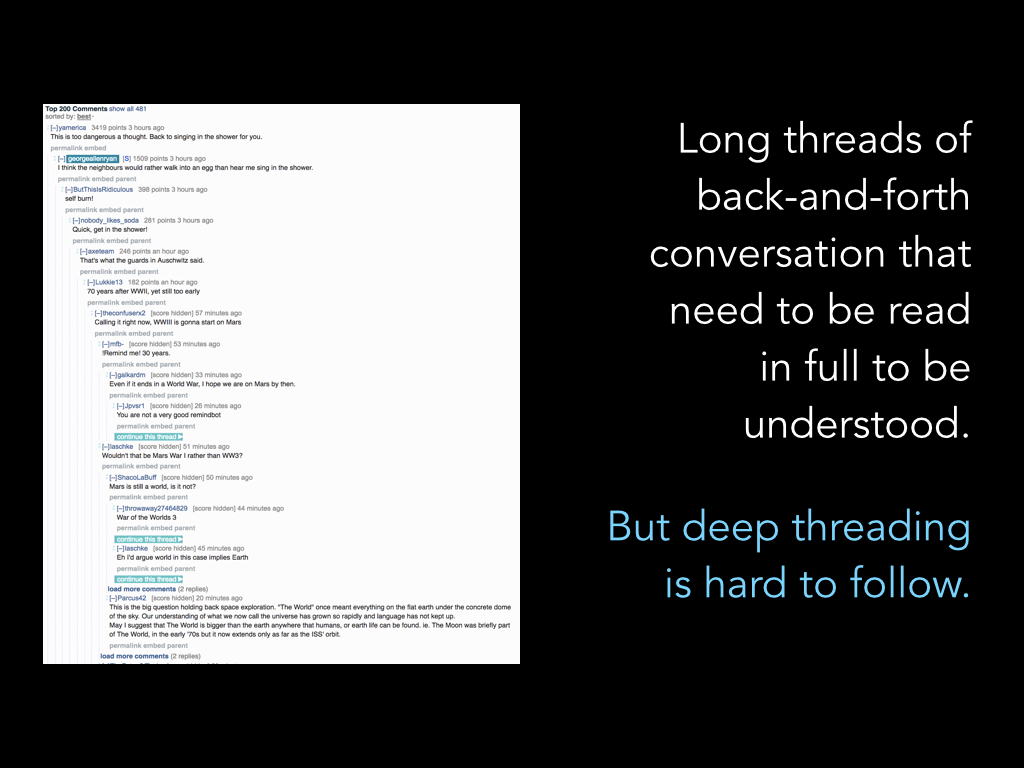 Top 200 Comments show all 481
sorted by: best
[–]yamerica 3419 points 3 hours ago
This is too dangerous a thought. Back to singing in the shower for you.
permalink embed
[–]georgeallenryan [S] 1509 points 3 hours ago
I think the neighbours would rather walk into an egg than hear me sing in the shower.
permalink embed parent
[–]ButThisIsRidiculous 398 points 3 hours ago
self burn!
permalink embed parent
[–]nobody_likes_soda 281 points 3 hours ago
Quick, get in the shower!
permalink embed parent
[–]axeteam 246 points an hour ago
That's what the guards in Auschwitz said.
permalink embed parent
[–]Lukkie13 182 points an hour ago
70 years after WWII, yet still too early
permalink embed parent
[–]theconfuserx2 [score hidden] 57 minutes ago
Calling it right now, WWIII is gonna start on Mars
permalink embed parent
[–]mfb- [score hidden] 53 minutes ago
!Remind me! 30 years.
permalink embed parent
[–]galkardm [score hidden] 33 minutes ago
Even if it ends in a World War, I hope we are on Mars by then.
permalink embed parent
[–]Jpvsr1 [score hidden] 26 minutes ago
You are not a very good remindbot
permalink embed parent
continue this thread
[–]laschke [score hidden] 51 minutes ago
Wouldn't that be Mars War I rather than WW3?
permalink embed parent
[–]ShacoLaBuff [score hidden] 50 minutes ago
Mars is still a world, is it not?
permalink embed parent
[–]throwaway27464829 [score hidden] 44 minutes ago
War of the Worlds 3
permalink embed parent
continue this thread
[–]laschke [score hidden] 45 minutes ago
Eh I'd argue world in this case implies Earth
permalink embed parent
continue this thread
load more comments (2 replies)
[–]Parcus42 [score hidden] 20 minutes ago
This is the big question holding back space exploration. "The World" once meant everything on the flat earth under the concrete dome
of the sky. Our understanding of what we now call the universe has grown so rapidly and language has not kept up.
May I suggest that The World is bigger than the earth anywhere that humans, or earth life can be found. ie. The Moon was briefly part
of The World, in the early '70s but it now extends only as far as the ISS' orbit.
permalink embed parent
load more comments (2 replies)
Long threads of
back-and-forth
conversation that
need to be read
in full to be
understood.
But deep threading
is hard to follow.